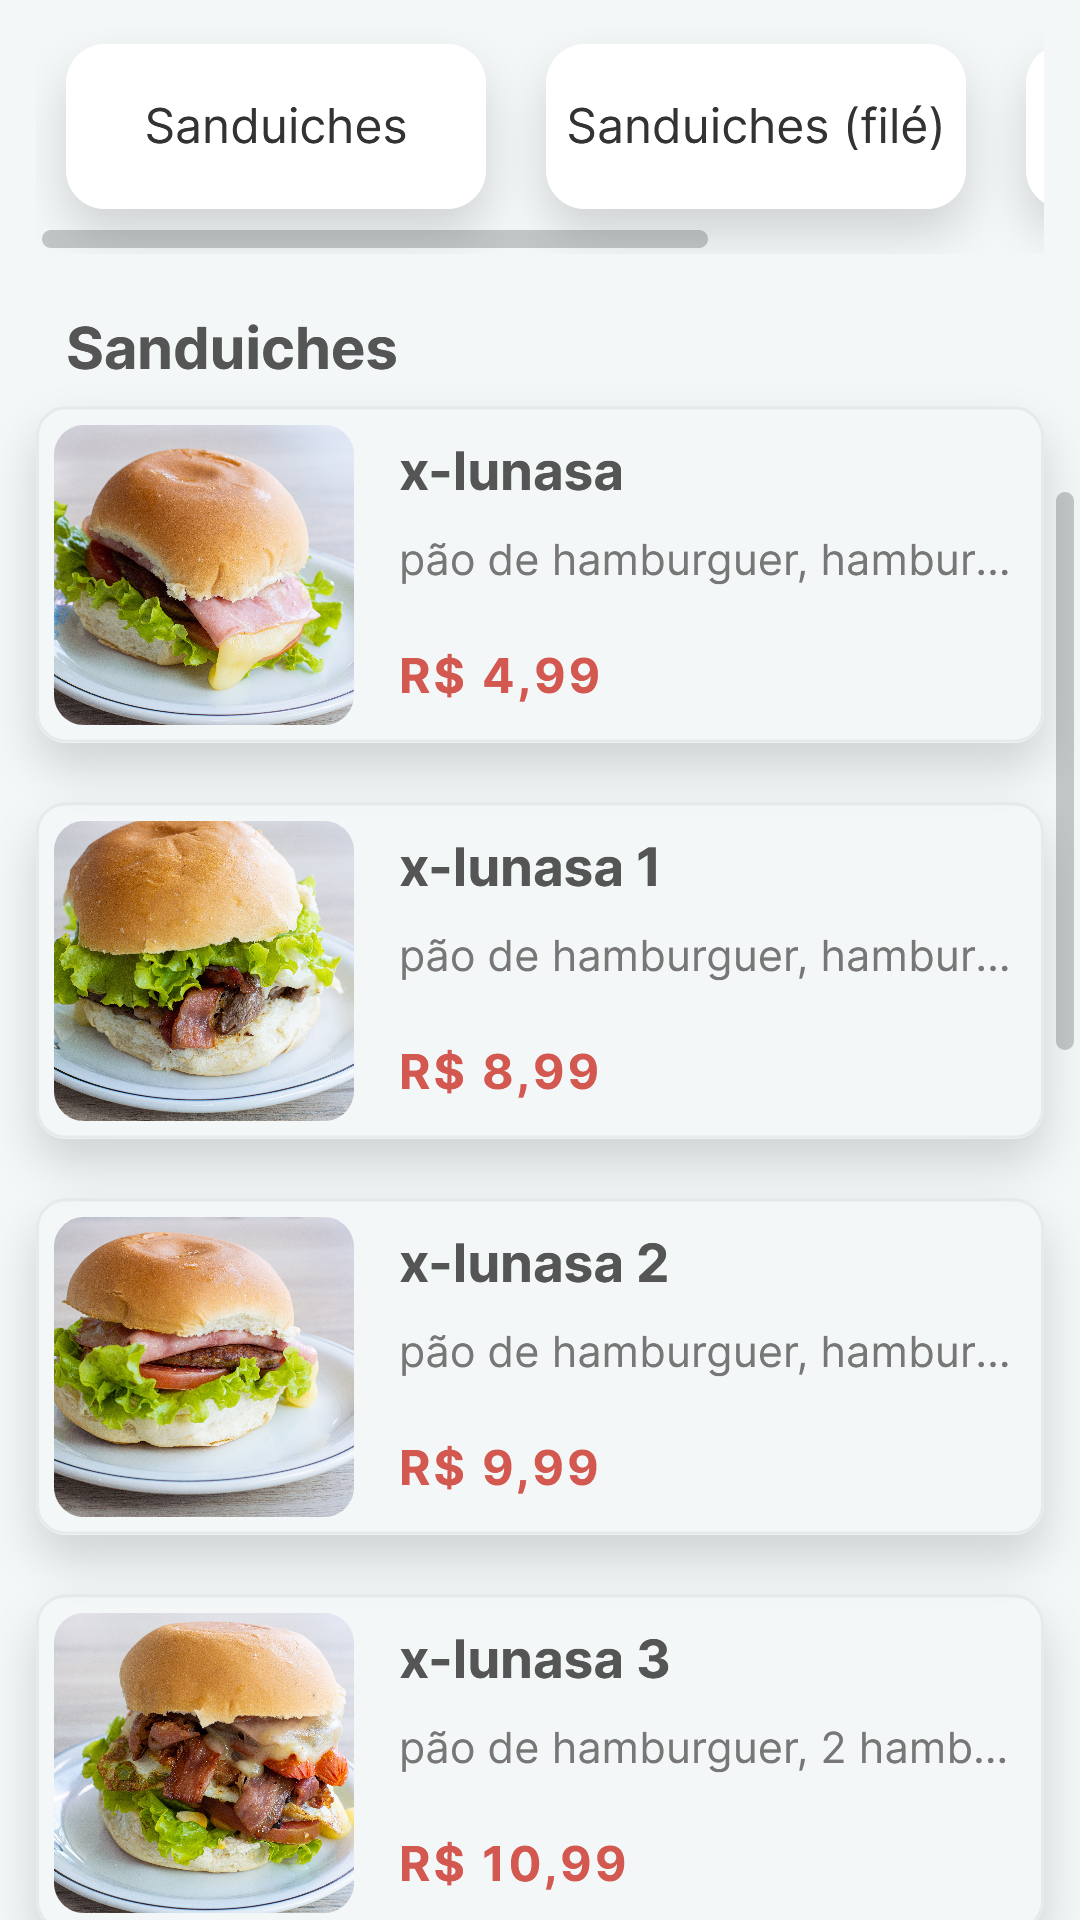 Sanduiches
Sanduiches (filé)
Sanduiches
x-lunasa
pão de hamburguer, hambur...
R$ 4,99
x-lunasa 1
pão de hamburguer, hambur...
R$ 8,99
x-lunasa 2
pão de hamburguer, hambur...
R$ 9,99
x-lunasa 3
pão de hamburguer, 2 hamb...
R$ 10,99